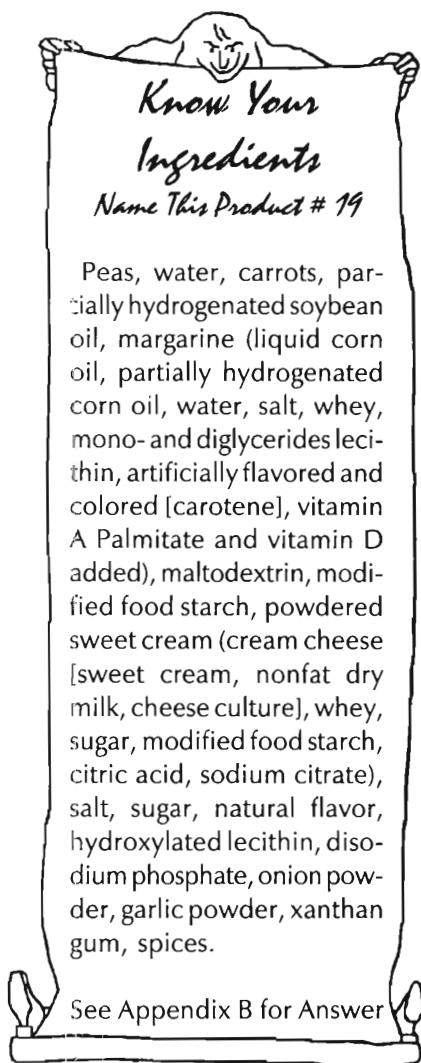 Know Your
Ingredients
Name This Product # 19
Peas, water, carrots, par-
tially hydrogenated soybean
oil, margarine (liquid corn
oil, partially hydrogenated
corn oil, water, salt, whey,
mono- and diglycerides leci-
thin, artificially flavored and
colored [carotene], vitamin
A Palmitate and vitamin D
added), maltodextrin, modi-
fied food starch, powdered
sweet cream (cream cheese
[sweet cream, nonfat dry
milk, cheese culture], whey,
sugar, modified food starch,
citric acid, sodium citrate),
salt, sugar, natural flavor,
hydroxylated lecithin, diso-
dium phosphate, onion pow-
der, garlic powder, xanthan
gum, spices.
See Appendix B for Answer